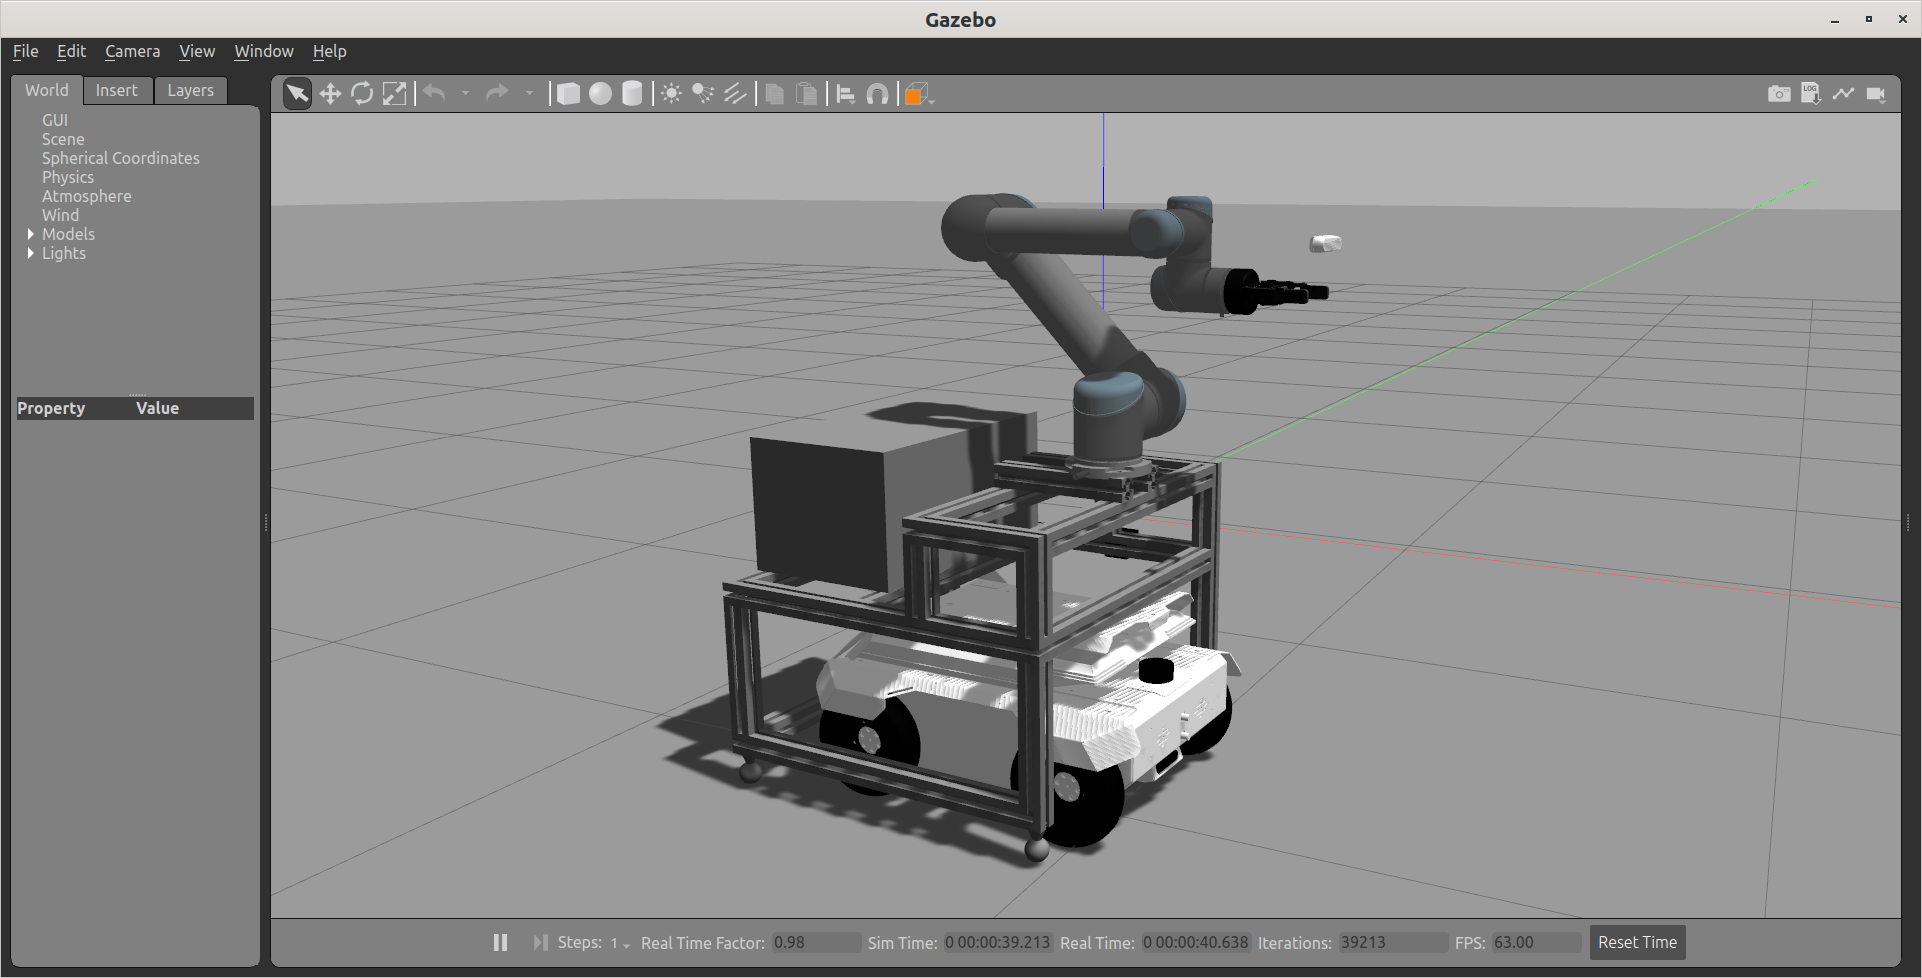 Gazebo
File Edit Camera View Window Help
World Insert Layers
LOG
GUI
Scene
Spherical Coordinates
Physics
Atmosphere
Wind
Models
Lights
Property Value
Steps: 1 Real Time Factor: 0.98 Sim Time: 0 00:00:39.213 Real Time: 0 00:00:40.638 Iterations: 39213 FPS: 63.00 Reset Time